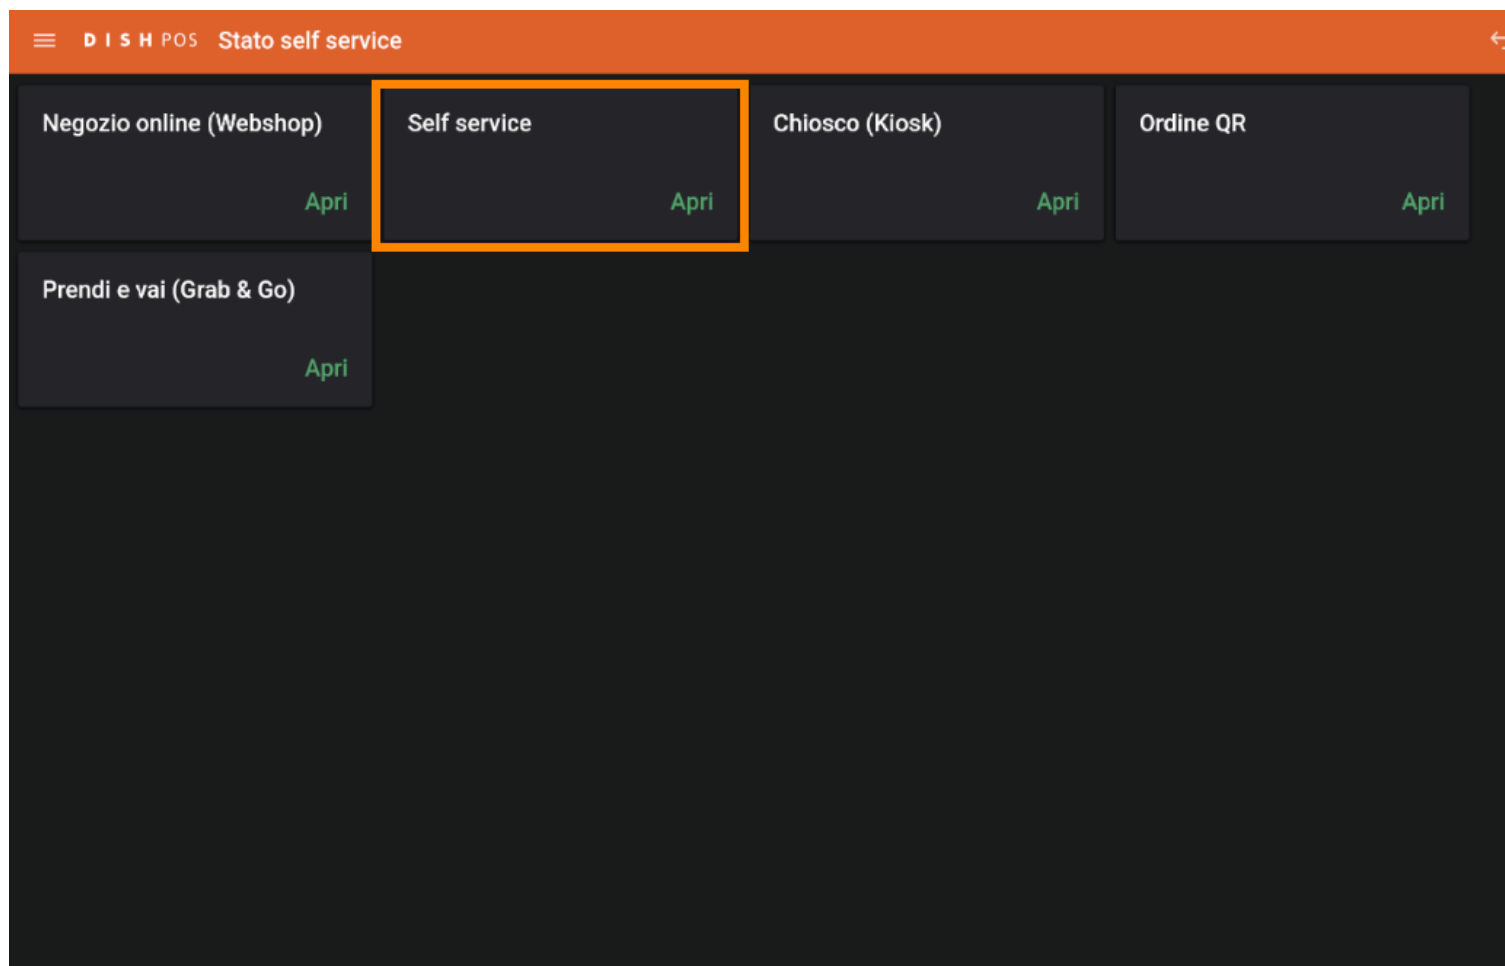 DISH POS Stato self service
Negozio online (Webshop)
Apri
Self service
Apri
Chiosco (Kiosk)
Apri
Ordine QR
Apri
Prendi e vai (Grab & Go)
Apri